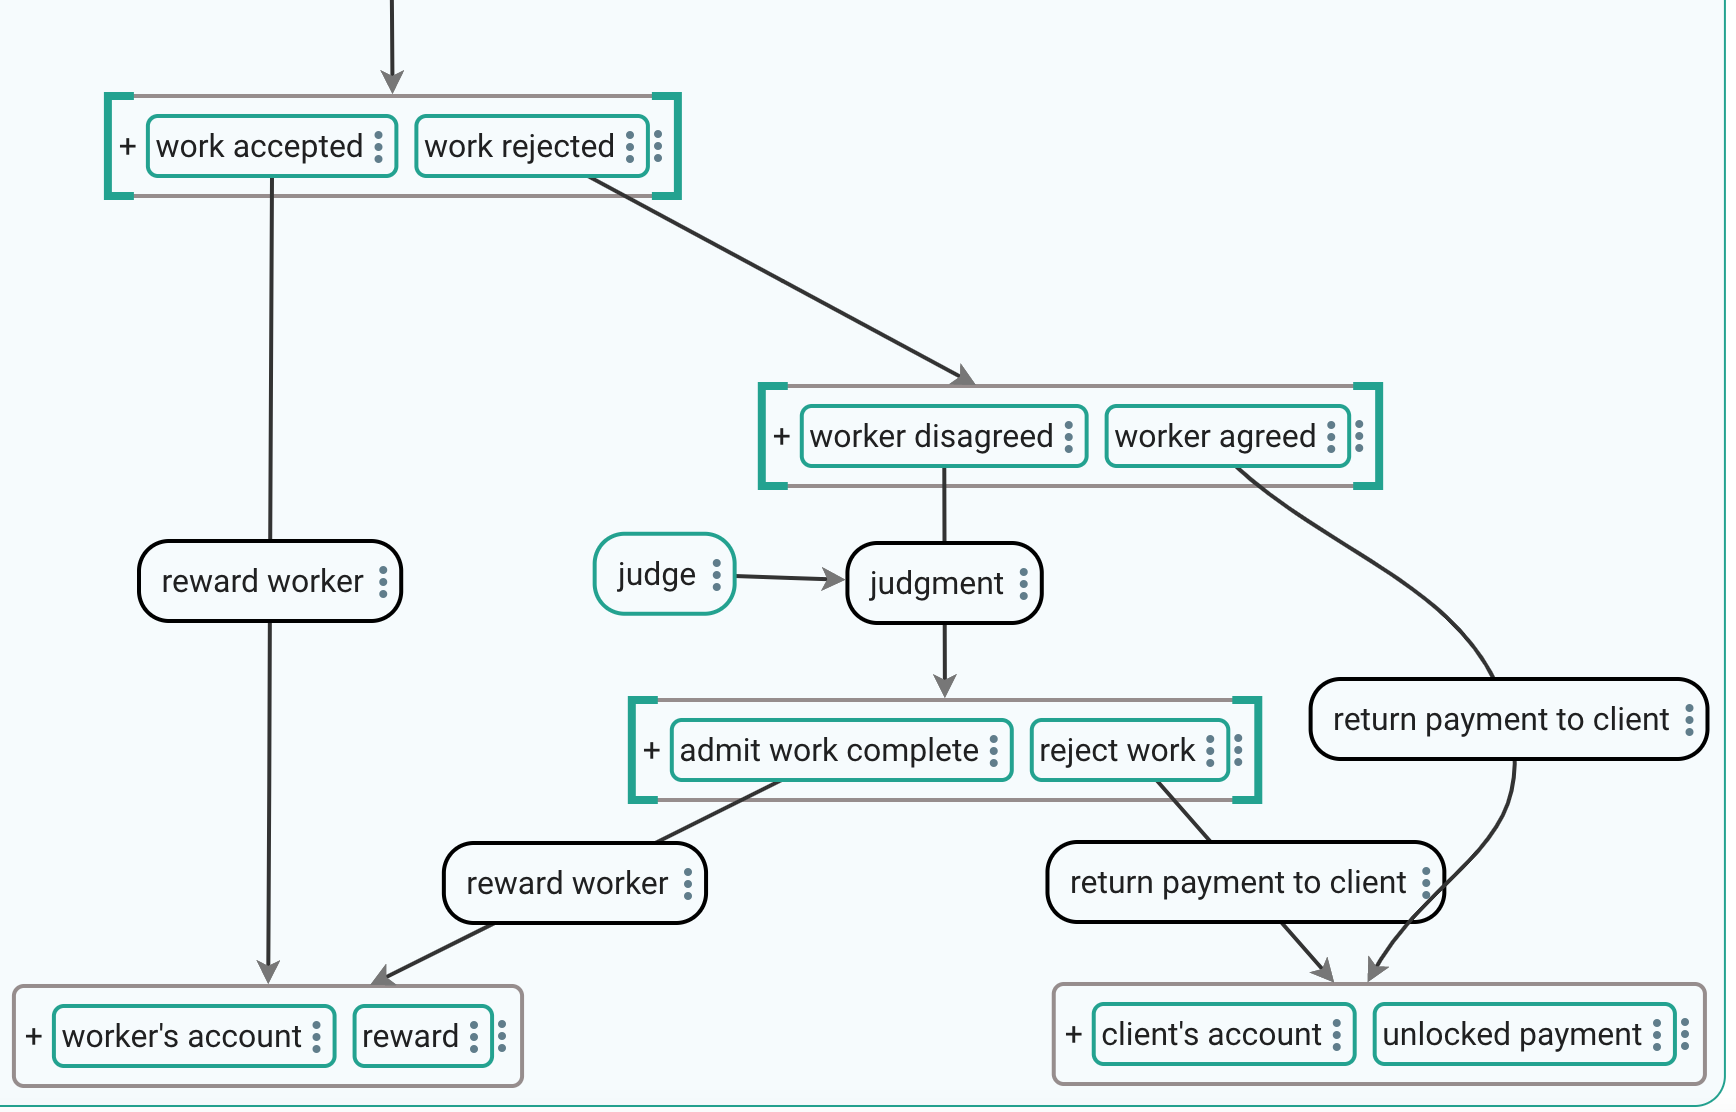 + work accepted work rejected
+ worker disagreed worker agreed
reward worker
judge
judgment
return payment to client
+ admit work complete reject work
reward worker
return payment to client
+ worker's account reward
+ client's account unlocked payment